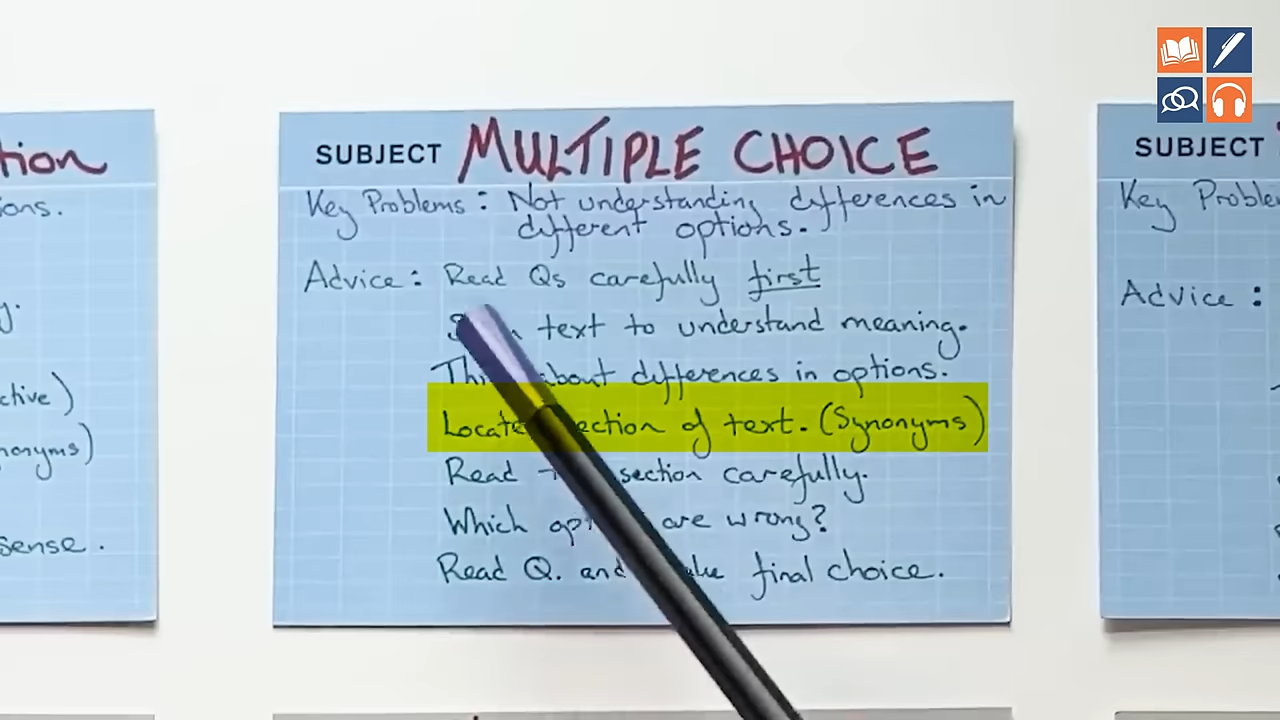 tion
ions.
y.
ctive)
nonyms)
sense.
SUBJECT MULTIPLE CHOICE
Key Problems: Not understanding differences in
different options.
Advice: Read Qs carefully first
text to understand meaning.
about differences in options.
Locate section of text. (Synonyms)
Read section carefully.
Which are wrong?
Read Q. and final choice.
SUBJECT
Key Proble
Advice: